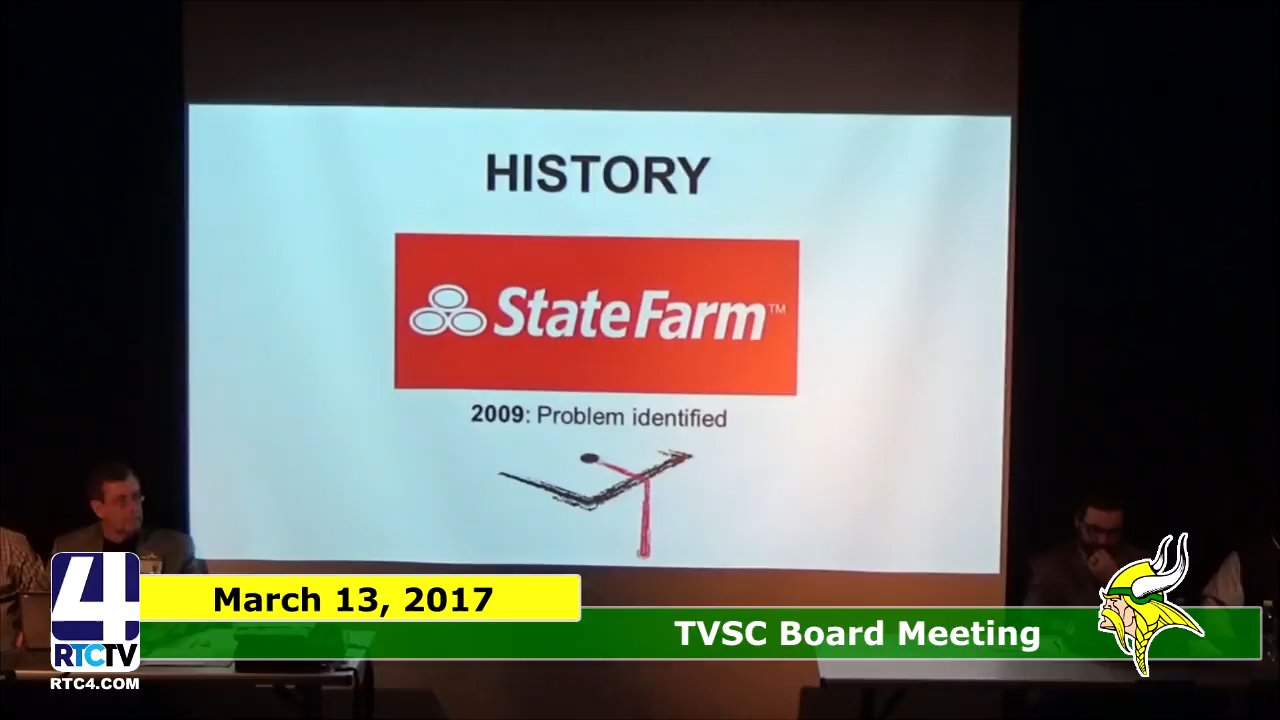 HISTORY
StateFarm™
2009: Problem identified
4
RTCTV
RTC4.COM
March 13, 2017
TVSC Board Meeting